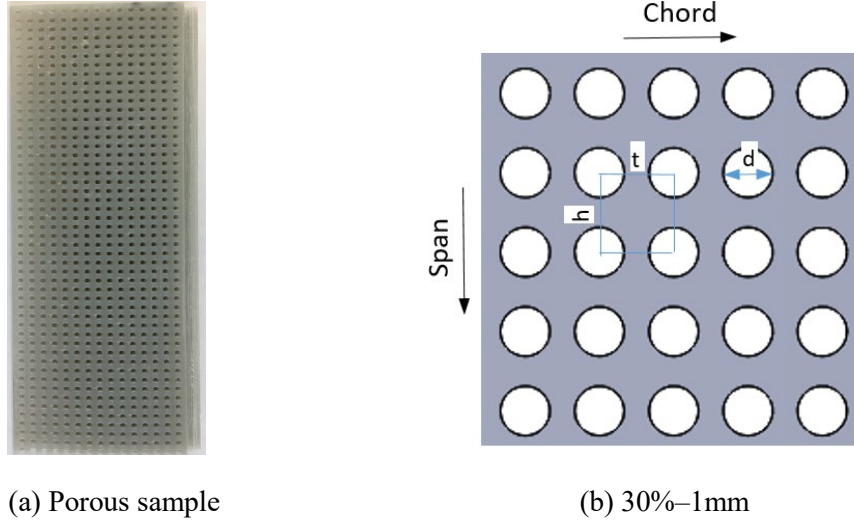 Chord
Span
t
d
h
(a) Porous sample
(b) 30%–1mm